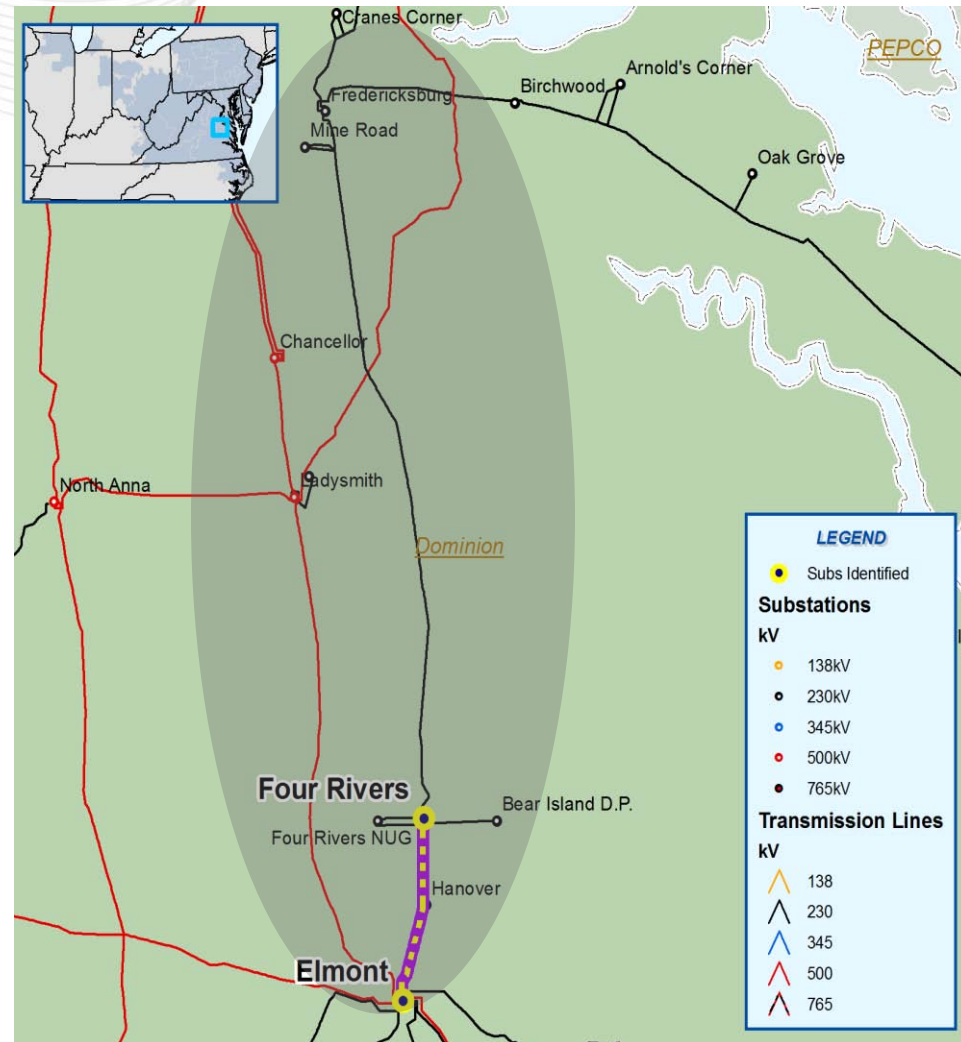 Cranes Corner
PEPCO
Arnold's Corner
Birchwood
Fredericksburg
Mine Road
Oak Grove
Chancellor
Ladysmith
North Anna
Dominion
Four Rivers
Bear Island D.P.
Four Rivers NUG
Hanover
Elmont
LEGEND
Subs Identified
Substations
kV
138kV
230kV
345kV
500kV
765kV
Transmission Lines
kV
138
230
345
500
765